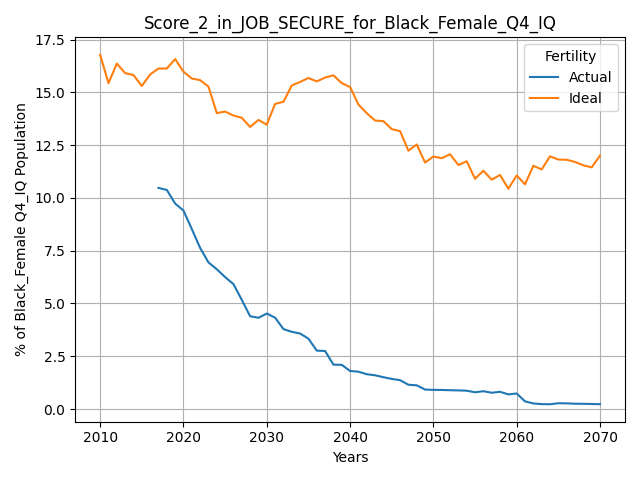 Score_2_in_JOB_SECURE_for_Black_Female_Q4_IQ
Fertility
Actual
Ideal
% of Black_Female Q4_IQ Population
17.5
15.0
12.5
10.0
7.5
5.0
2.5
0.0
2010 2020 2030 2040 2050 2060 2070
Years